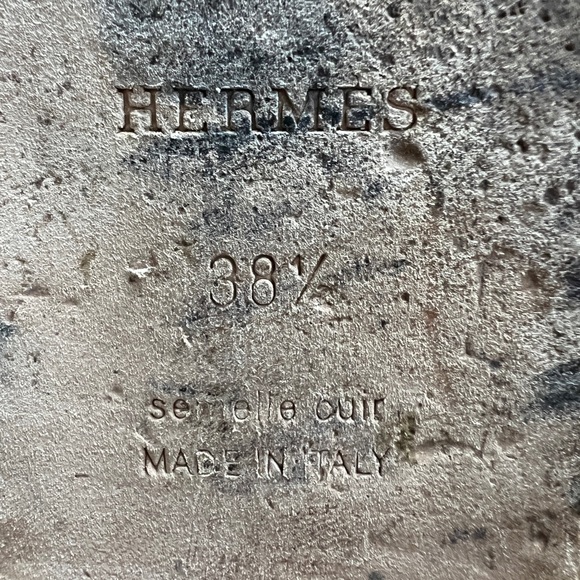 HERMES
38½
semelle cuir
MADE IN ITALY